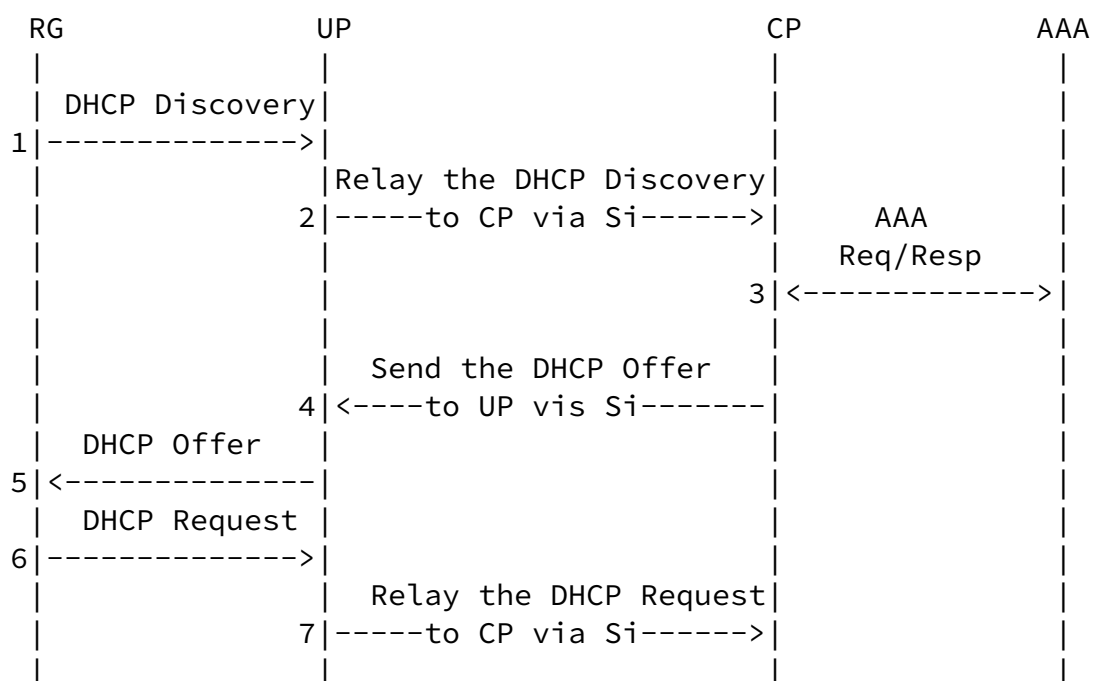 RG UP CP AAA
DHCP Discovery
1 -------------->
Relay the DHCP Discovery
2 -----to CP via Si------> AAA
Req/Resp
3 <------------->
Send the DHCP Offer
4 <----to UP vis Si-------
DHCP Offer
5 <--------------
DHCP Request
6 -------------->
Relay the DHCP Request
7 -----to CP via Si------>